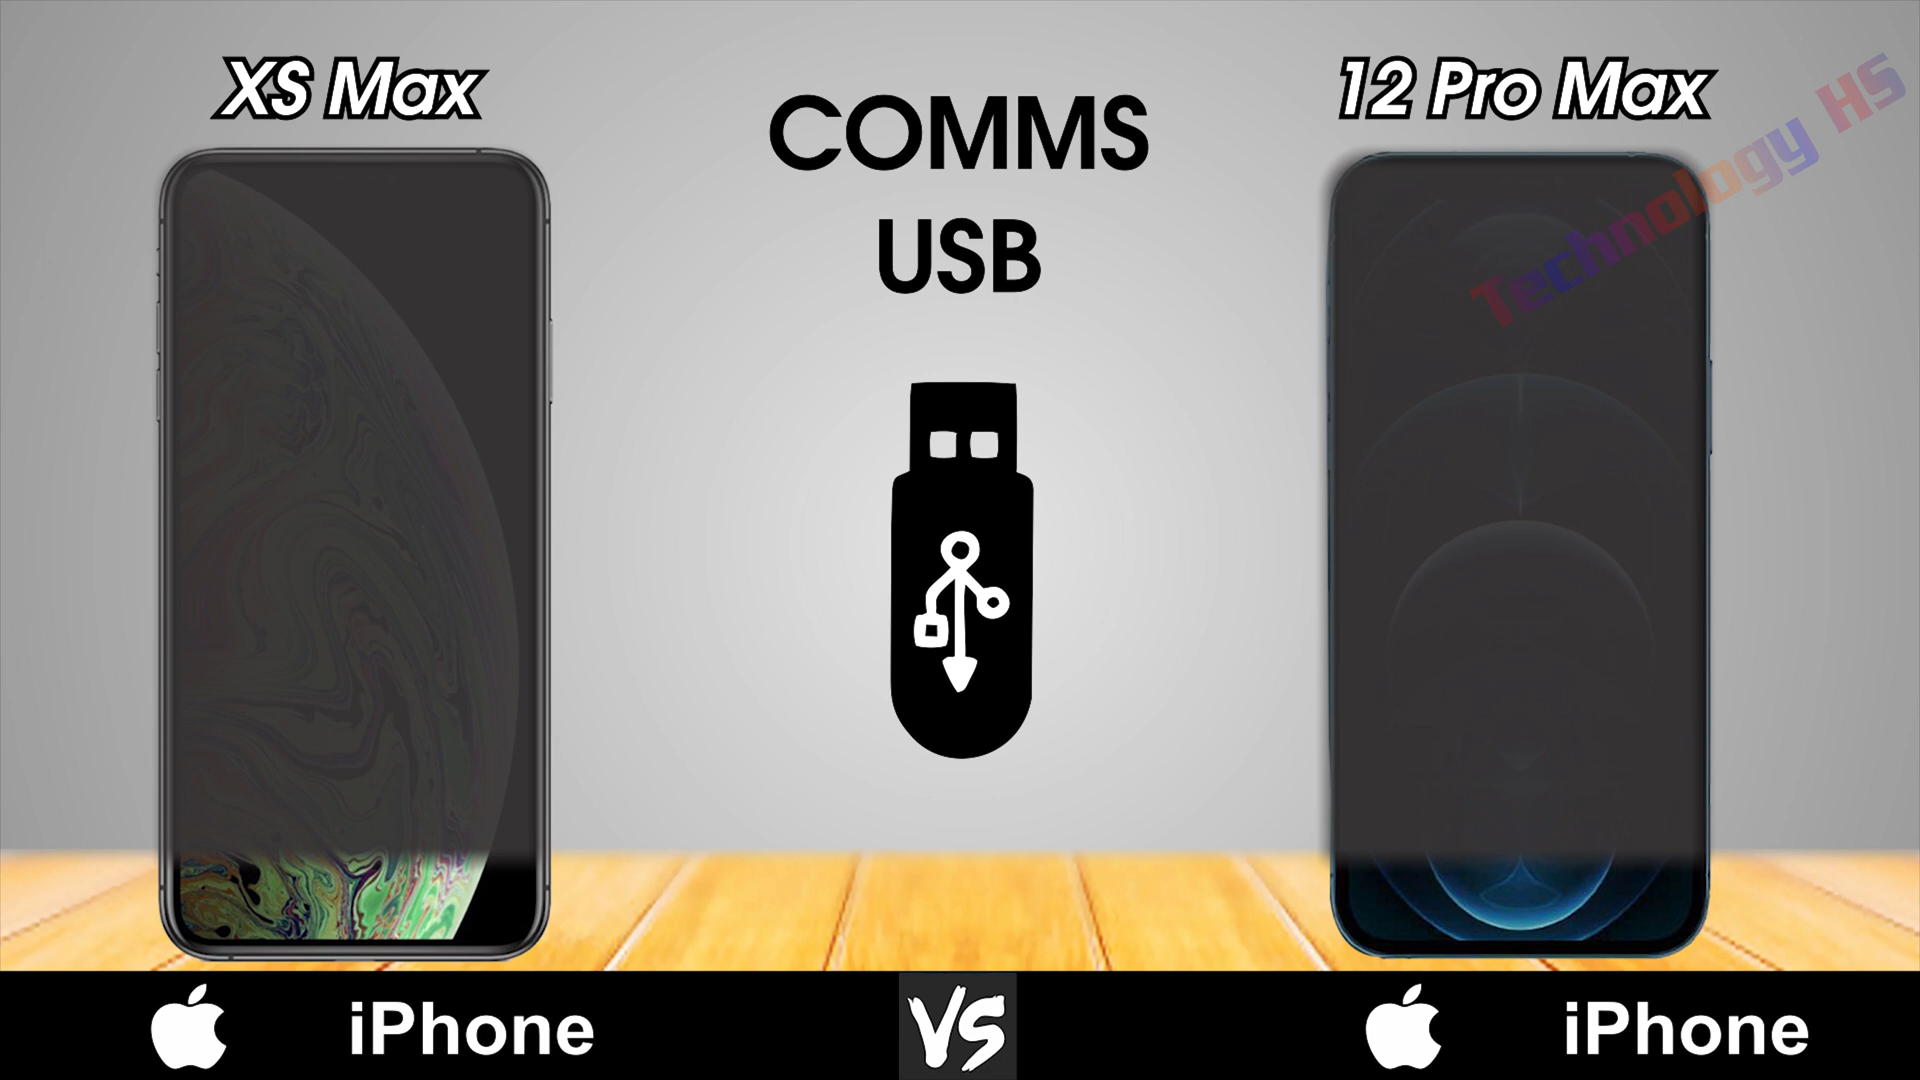 XS Max
COMMS
USB
12 Pro Max
Technology HS
iPhone
VS
iPhone